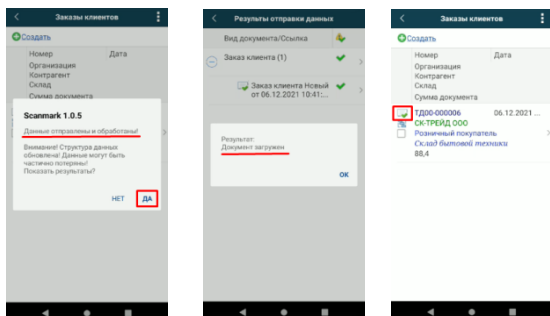 Заказы клиентов
Создать
Номер Дата
Организация
Контрагент
Склад
Сумма документа
Scanmark 1.0.5
Данные отправлены и обработаны!
Внимание! Структура данных
обновлена! Данные могут быть
частично потеряны!
Показать результаты?
НЕТ ДА
Результы отправки данных
Вид документа/Ссылка
Заказ клиента (1)
Заказ клиента Новый
от 06.12.2021 10:41:...
Результат:
Документ загружен
ОК
Заказы клиентов
Создать
Номер Дата
Организация
Контрагент
Склад
Сумма документа
ТД00-000006 06.12.2021 ...
СК-ТРЕЙД ООО
Розничный покупатель
Склад бытовой техники
88,4